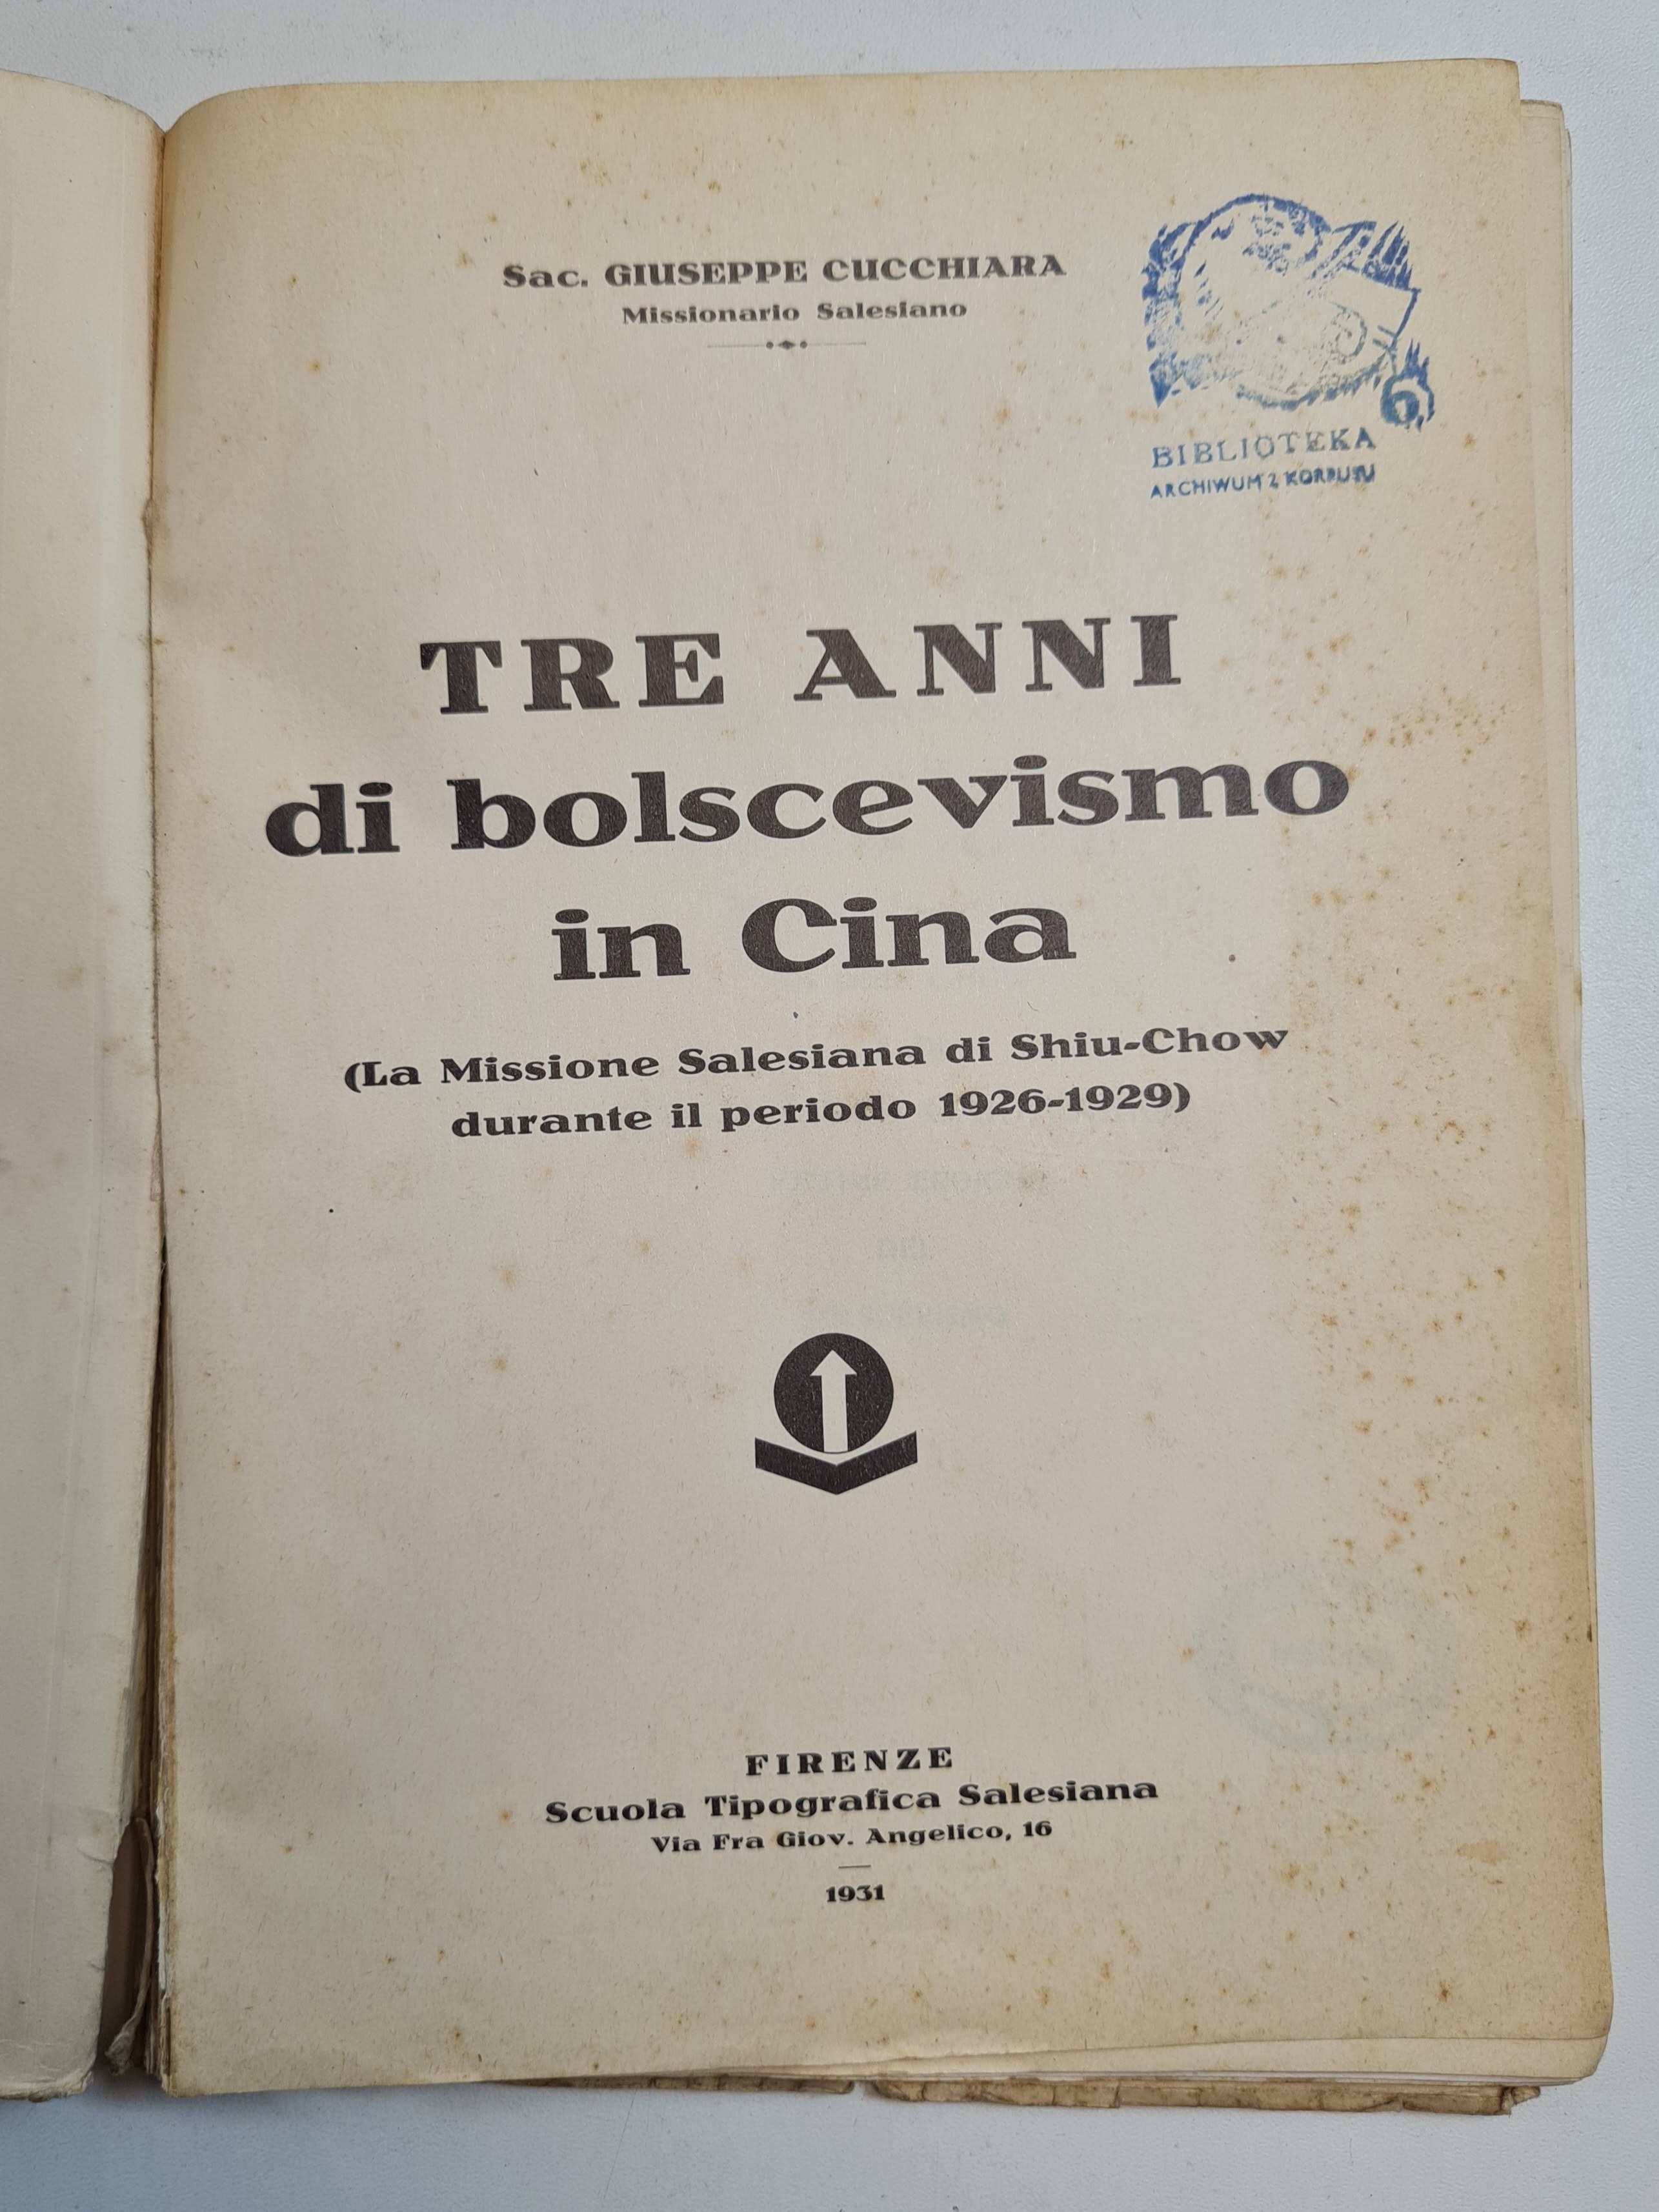 Sac. GIUSEPPE CUCCHIARA
Missionario Salesiano
BIBLIOTEKA
ARCHIWUM 2 KORPUSU
TRE ANNI
di bolscevismo
in Cina
(La Missione Salesiana di Shiu-Chow
durante il periodo 1926-1929)
FIRENZE
Scuola Tipografica Salesiana
Via Fra Giov. Angelico, 16
1931